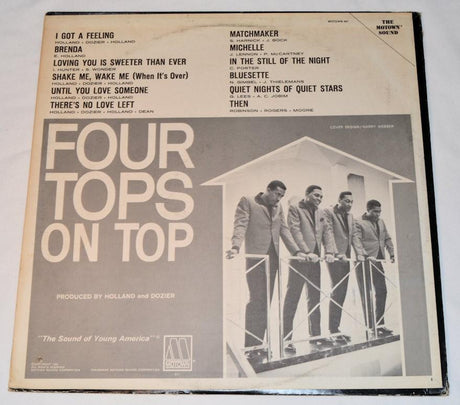 I GOT A FEELING
HOLLAND - DOZIER - HOLLAND
BRENDA
E. HOLLAND
LOVING YOU IS SWEETER THAN EVER
I. HUNTER - S. WONDER
SHAKE ME, WAKE ME (When It's Over)
HOLLAND - DOZIER - HOLLAND
UNTIL YOU LOVE SOMEONE
HOLLAND - DOZIER - HOLLAND
THERE'S NO LOVE LEFT
HOLLAND - DOZIER - HOLLAND - DEAN
MATCHMAKER
S. HARNICK - J. BOCK
MICHELLE
J. LENNON - P. McCARTNEY
IN THE STILL OF THE NIGHT
C. PORTER
BLUESETTE
N. GIMBEL - J. THIELEMANS
QUIET NIGHTS OF QUIET STARS
G. LEES - A. C. JOBIM
THEN
ROBINSON - ROGERS - MOORE
THE
MOTOWN
SOUND
FOUR
TOPS
ON TOP
PRODUCED BY HOLLAND and DOZIER
"The Sound of Young America"
M
MOTOWN